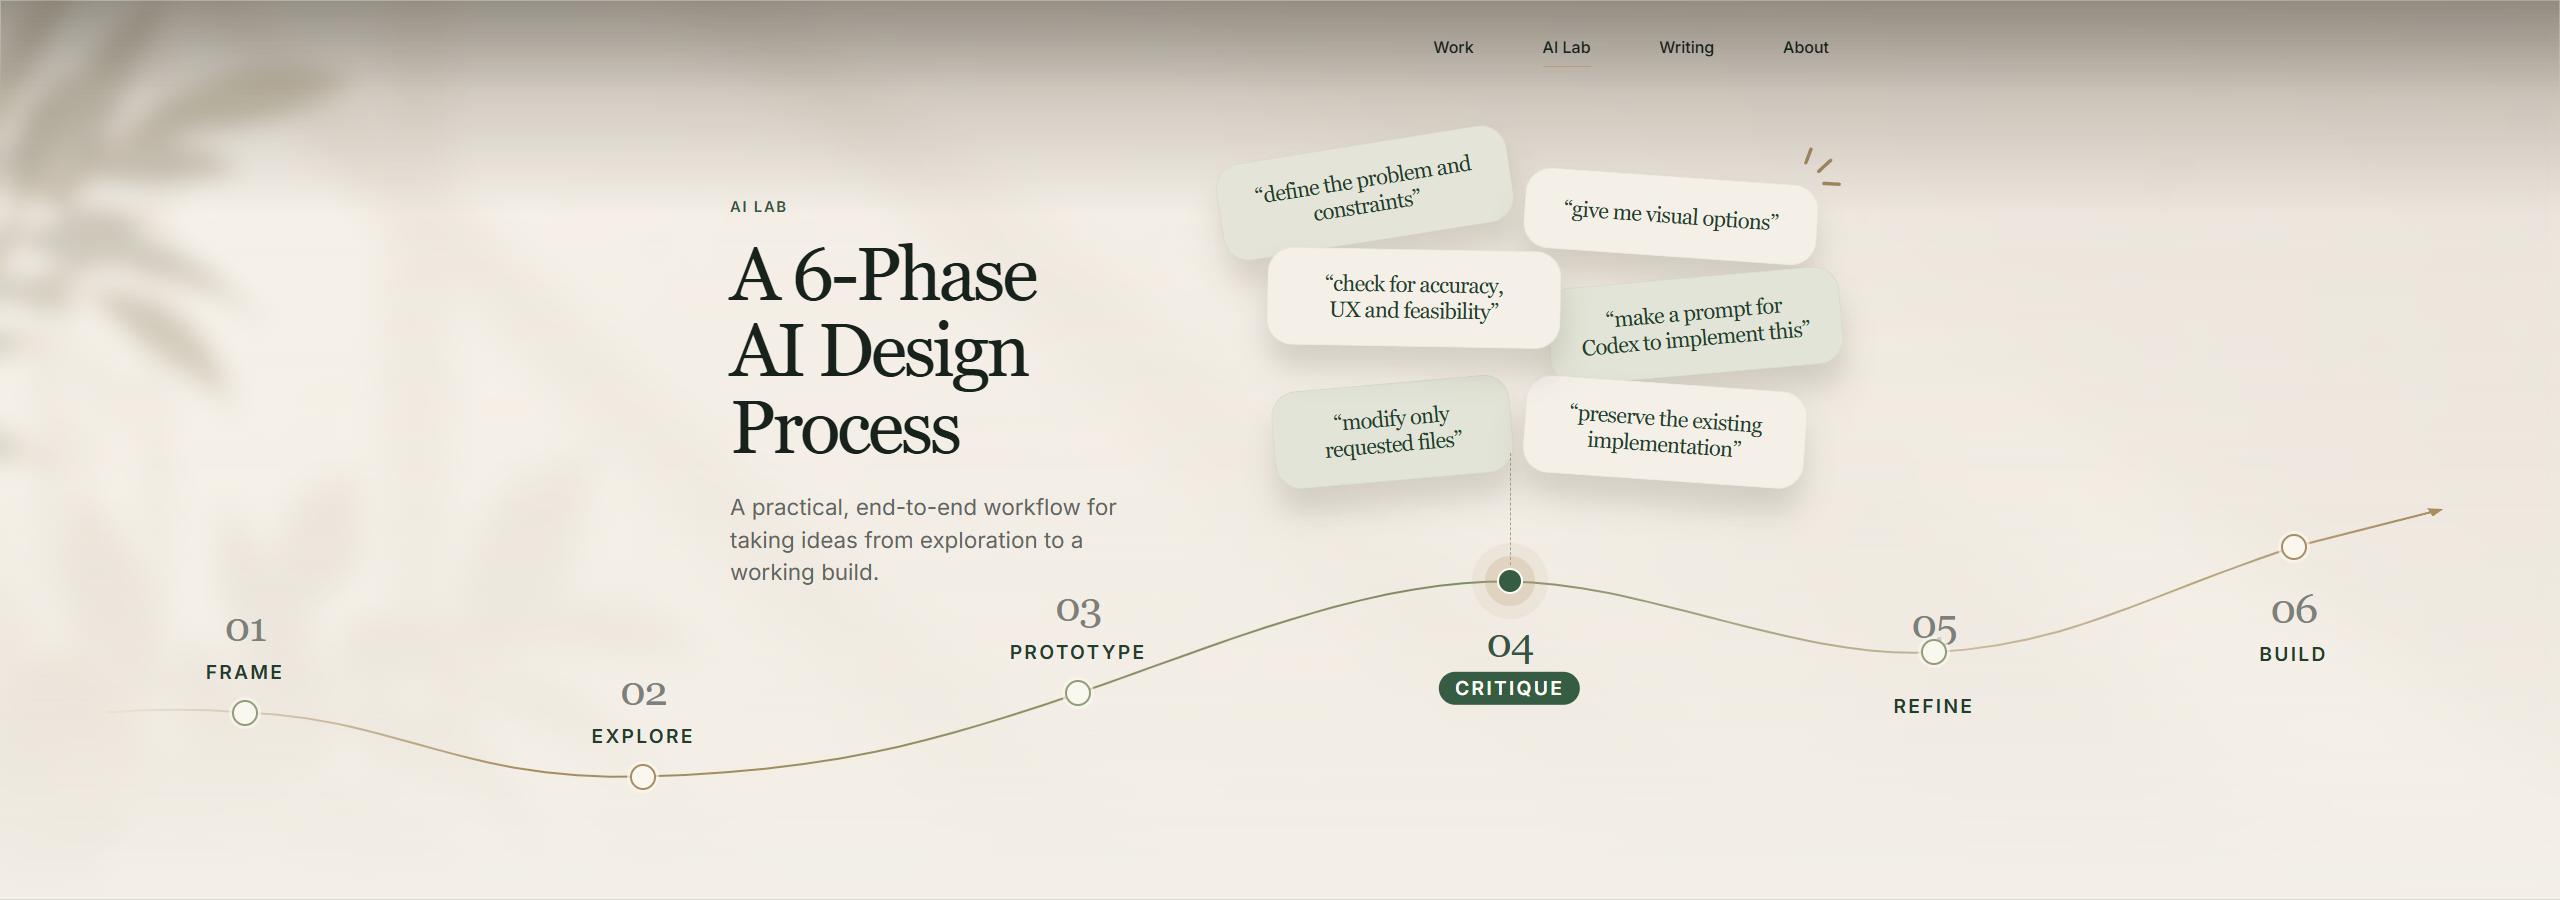 Work
AI Lab
Writing
About
AI LAB
A 6-Phase
AI Design
Process
A practical, end-to-end workflow for
taking ideas from exploration to a
working build.
“define the problem and
constraints”
“give me visual options”
“check for accuracy,
UX and feasibility”
“make a prompt for
Codex to implement this”
“modify only
requested files”
“preserve the existing
implementation”
01
FRAME
02
EXPLORE
03
PROTOTYPE
04
CRITIQUE
05
REFINE
06
BUILD